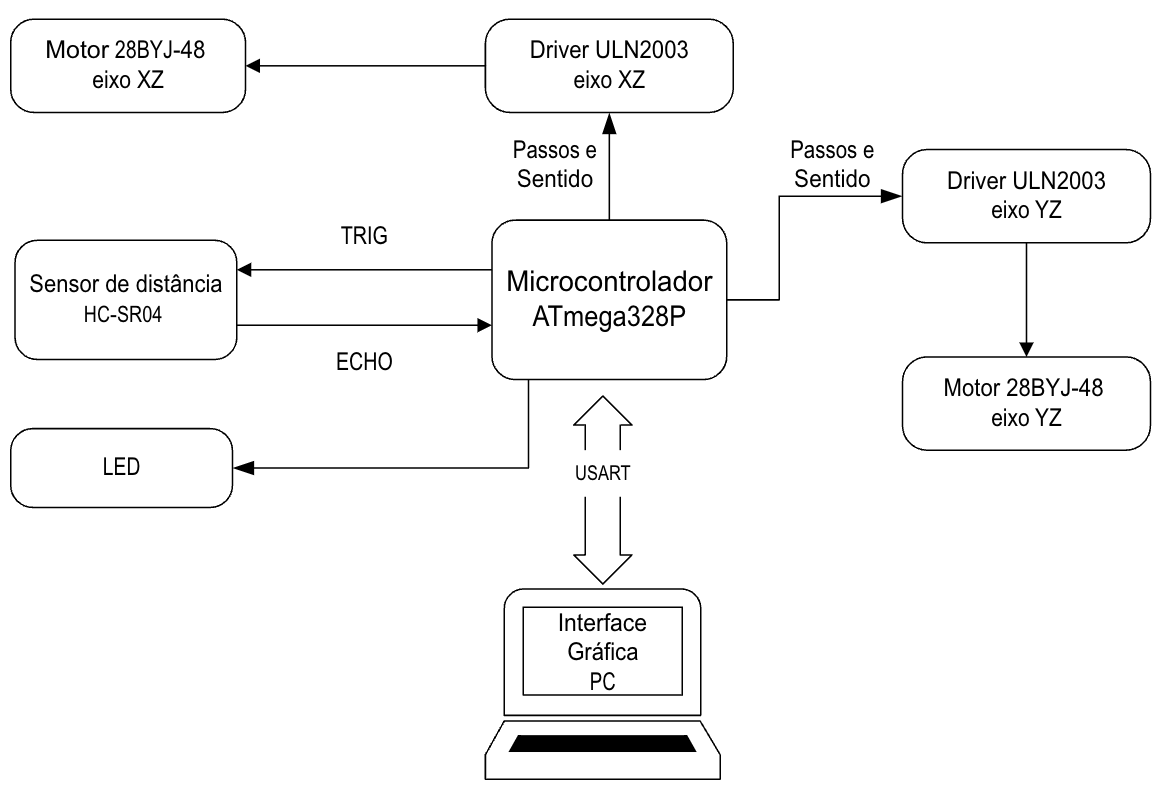 Motor 28BYJ-48
eixo XZ
Driver ULN2003
eixo XZ
Passos e
Sentido
Passos e
Sentido
Driver ULN2003
eixo YZ
TRIG
Sensor de distância
HC-SR04
Microcontrolador
ATmega328P
ECHO
Motor 28BYJ-48
eixo YZ
LED
USART
Interface
Gráfica
PC